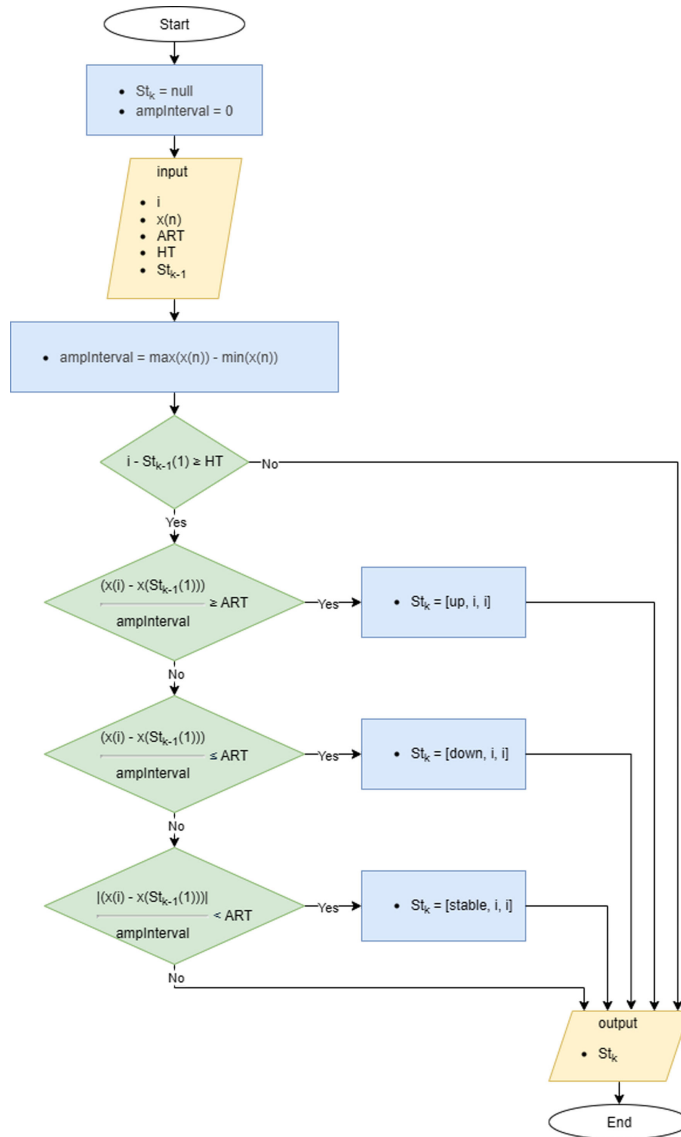 Start
• St_k = null
• ampInterval = 0
input
• i
• x(n)
• ART
• HT
• St_k-1
• ampInterval = max(x(n)) - min(x(n))
i - St_k-1(1) ≥ HT
No
Yes
(x(i) - x(St_k-1(1)))
≥ ART
ampInterval
Yes
• St_k = [up, i, i]
No
(x(i) - x(St_k-1(1)))
≤ ART
ampInterval
Yes
• St_k = [down, i, i]
No
|(x(i) - x(St_k-1(1)))|
< ART
ampInterval
Yes
• St_k = [stable, i, i]
No
output
• St_k
End